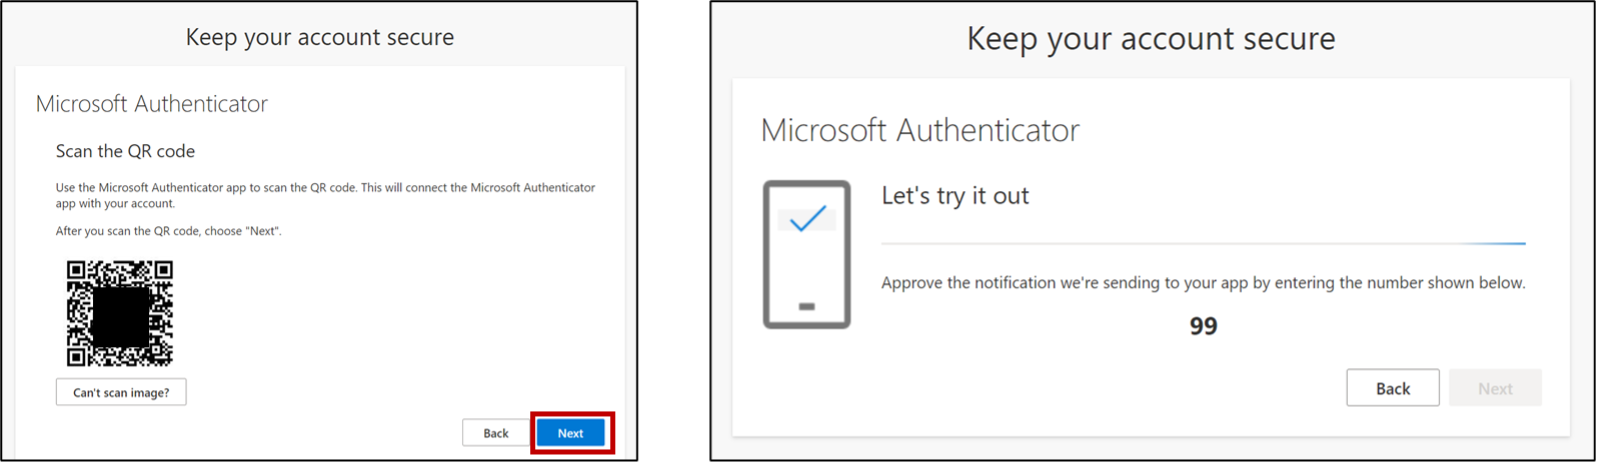 Keep your account secure
Microsoft Authenticator
Scan the QR code
Use the Microsoft Authenticator app to scan the QR code. This will connect the Microsoft Authenticator
app with your account.
After you scan the QR code, choose "Next".
Can't scan image?
Back
Next
Keep your account secure
Microsoft Authenticator
Let's try it out
Approve the notification we're sending to your app by entering the number shown below.
99
Back
Next